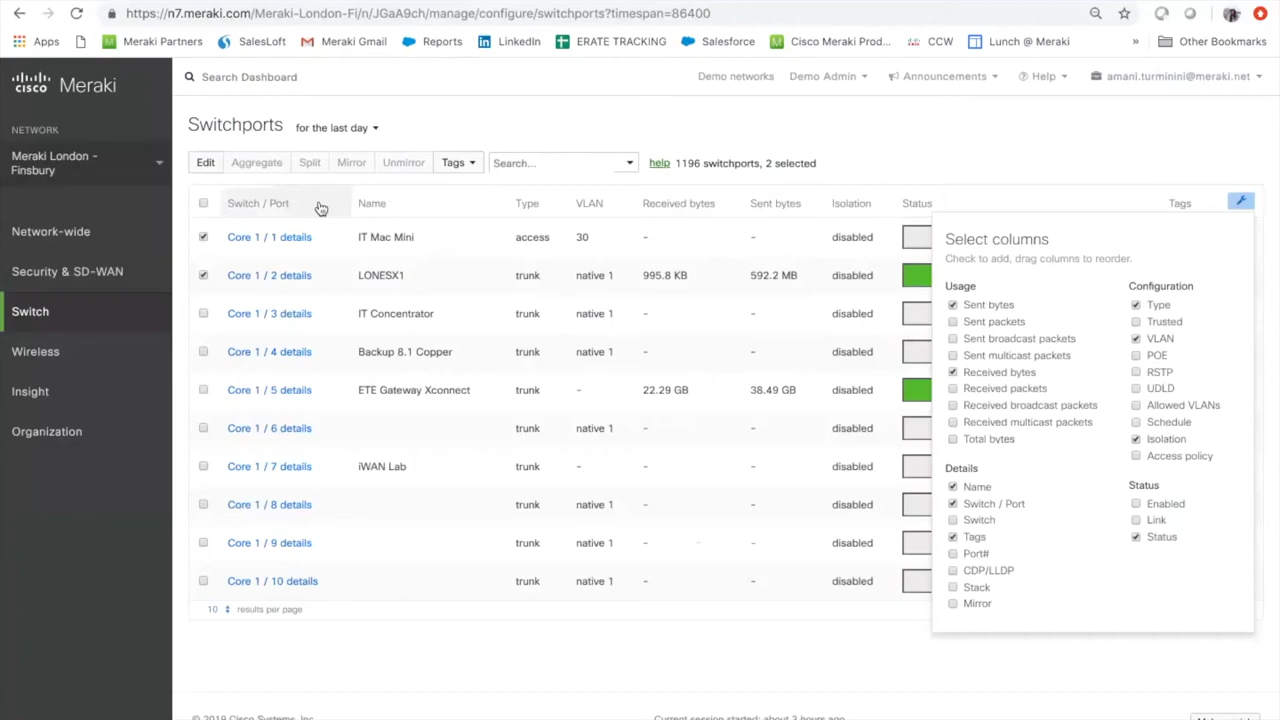 https://n7.meraki.com/Meraki-London-Fi/n/JGaA9ch/manage/configure/switchports?timespan=86400
Apps Meraki Partners SalesLoft Meraki Gmail Reports LinkedIn ERATE TRACKING Salesforce Cisco Meraki Prod... CCW Lunch @ Meraki » Other Bookmarks
cisco Meraki
Search Dashboard Demo networks Demo Admin Announcements Help amani.turminini@meraki.net
NETWORK
Meraki London -
Finsbury
Network-wide
Security & SD-WAN
Switch
Wireless
Insight
Organization
Switchports for the last day
Edit Aggregate Split Mirror Unmirror Tags Search... help 1196 switchports, 2 selected
Switch / Port Name Type VLAN Received bytes Sent bytes Isolation Status Tags
Core 1 / 1 details IT Mac Mini access 30 - - disabled
Core 1 / 2 details LONESX1 trunk native 1 995.8 KB 592.2 MB disabled
Core 1 / 3 details IT Concentrator trunk native 1 - - disabled
Core 1 / 4 details Backup 8.1 Copper trunk native 1 - - disabled
Core 1 / 5 details ETE Gateway Xconnect trunk - 22.29 GB 38.49 GB disabled
Core 1 / 6 details trunk native 1 - - disabled
Core 1 / 7 details iWAN Lab trunk - - - disabled
Core 1 / 8 details trunk native 1 - - disabled
Core 1 / 9 details trunk native 1 - - disabled
Core 1 / 10 details trunk native 1 - - disabled
10 results per page
Select columns
Check to add, drag columns to reorder.
Usage
Sent bytes
Sent packets
Sent broadcast packets
Sent multicast packets
Received bytes
Received packets
Received broadcast packets
Received multicast packets
Total bytes
Details
Name
Switch / Port
Switch
Tags
Port#
CDP/LLDP
Stack
Mirror
Configuration
Type
Trusted
VLAN
POE
RSTP
UDLD
Allowed VLANs
Schedule
Isolation
Access policy
Status
Enabled
Link
Status
© 2019 Cisco Systems, Inc. Current session started: about 3 hours ago